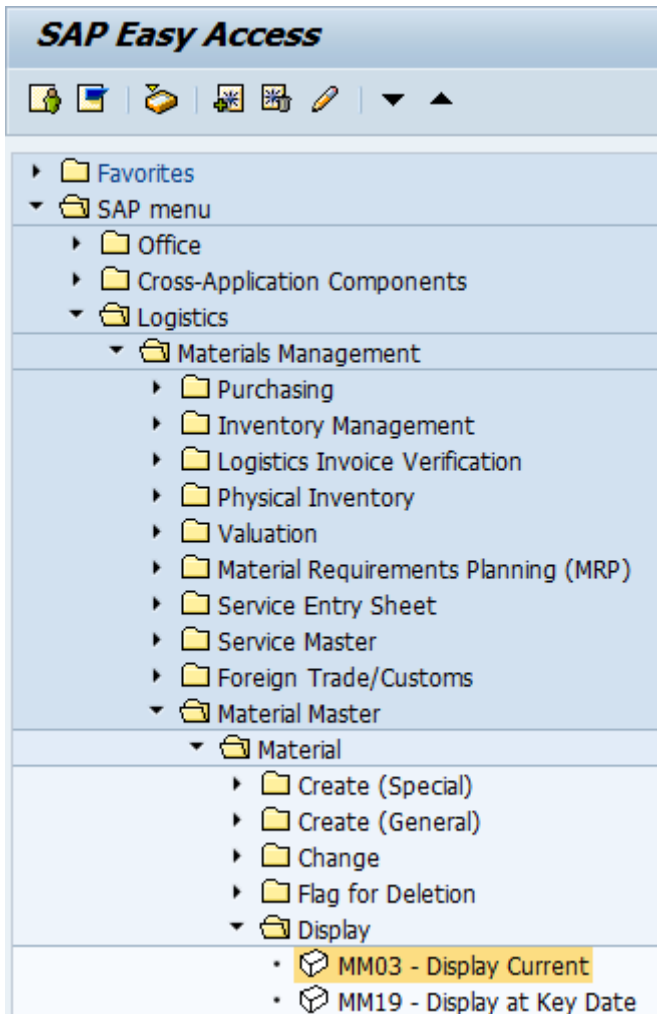 SAP Easy Access
Favorites
SAP menu
Office
Cross-Application Components
Logistics
Materials Management
Purchasing
Inventory Management
Logistics Invoice Verification
Physical Inventory
Valuation
Material Requirements Planning (MRP)
Service Entry Sheet
Service Master
Foreign Trade/Customs
Material Master
Material
Create (Special)
Create (General)
Change
Flag for Deletion
Display
MM03 - Display Current
MM19 - Display at Key Date